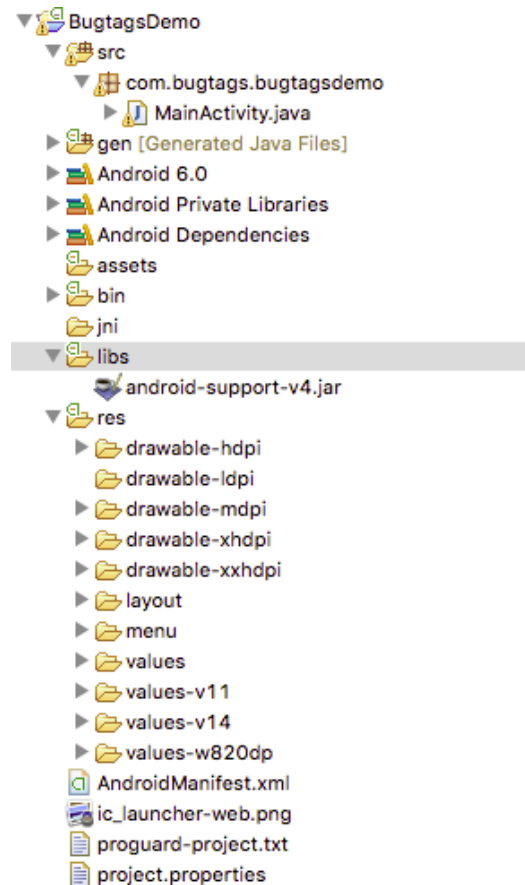 BugtagsDemo
src
com.bugtags.bugtagsdemo
MainActivity.java
gen [Generated Java Files]
Android 6.0
Android Private Libraries
Android Dependencies
assets
bin
jni
libs
android-support-v4.jar
res
drawable-hdpi
drawable-ldpi
drawable-mdpi
drawable-xhdpi
drawable-xxhdpi
layout
menu
values
values-v11
values-v14
values-w820dp
AndroidManifest.xml
ic_launcher-web.png
proguard-project.txt
project.properties